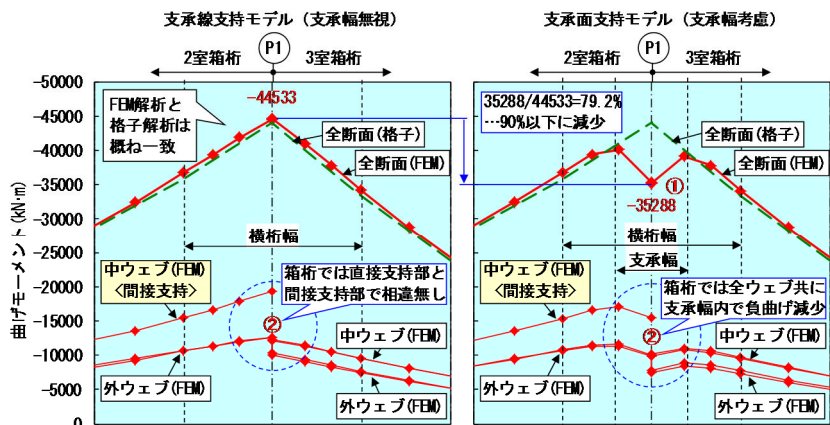 支承線支持モデル（支承幅無視）
P1
2室箱桁
3室箱桁
曲げモーメント(kN·m)
-50000
-45000
-40000
-35000
-30000
-25000
-20000
-15000
-10000
-5000
0
-44533
FEM解析と
格子解析は
概ね一致
全断面(格子)
全断面(FEM)
横桁幅
中ウェブ(FEM)
〈間接支持〉
箱桁では直接支持部と
間接支持部で相違無し
②
中ウェブ(FEM)
外ウェブ(FEM)
外ウェブ(FEM)
支承面支持モデル（支承幅考慮）
P1
2室箱桁
3室箱桁
35288/44533=79.2%
…90%以下に減少
全断面(格子)
全断面(FEM)
①
-35288
横桁幅
支承幅
中ウェブ(FEM)
〈間接支持〉
箱桁では全ウェブ共に
支承幅内で負曲げ減少
②
中ウェブ(FEM)
外ウェブ(FEM)
外ウェブ(FEM)